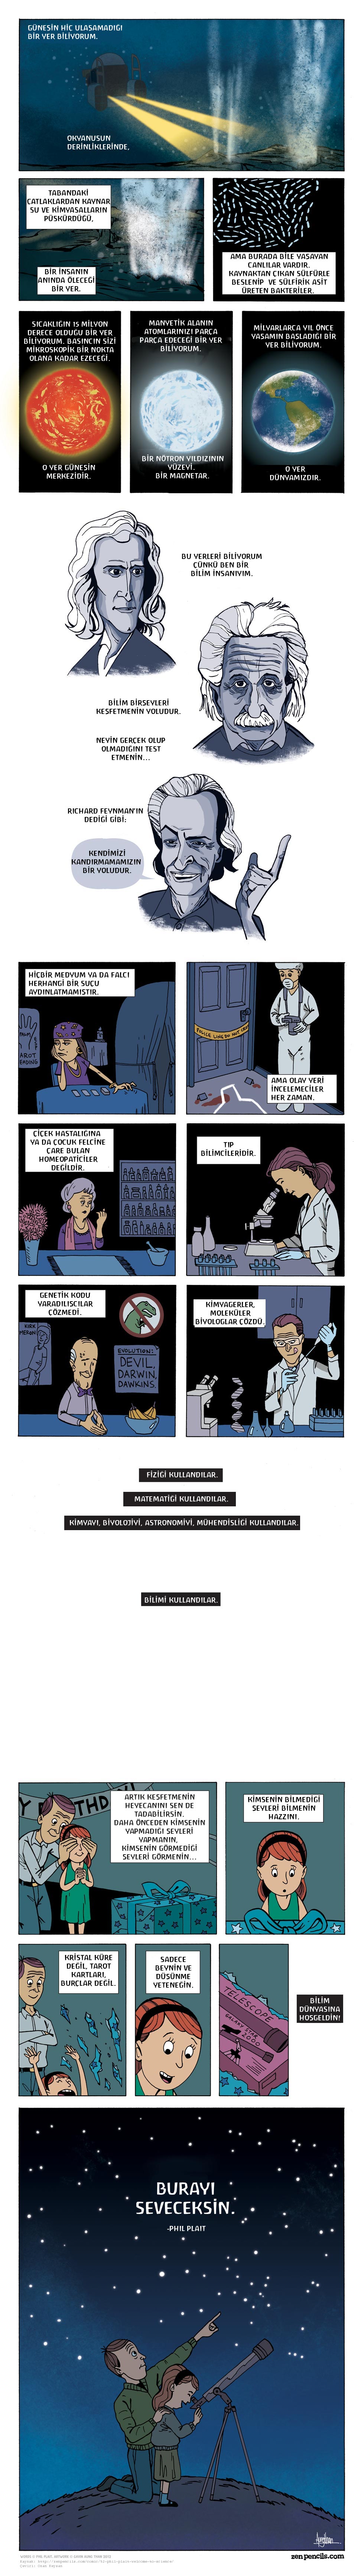 GÜNEŞİN HİÇ ULAŞAMADIĞI
BİR YER BİLİYORUM.
OKYANUSUN
DERİNLİKLERİNDE,
TABANDAKİ
ÇATLAKLARDAN KAYNAR
SU VE KİMYASALLARIN
PÜSKÜRDÜĞÜ,
BİR İNSANIN
ANINDA ÖLECEĞİ
BİR YER.
AMA BURADA BİLE YAŞAYAN
CANLILAR VARDIR.
KAYNAKTAN ÇIKAN SÜLFÜRLE
BESLENİP VE SÜLFİRİK ASİT
ÜRETEN BAKTERİLER.
SICAKLIĞIN 15 MİLYON
DERECE OLDUĞU BİR YER
BİLİYORUM. BASINCIN SİZİ
MİKROSKOPİK BİR NOKTA
OLANA KADAR EZECEĞİ.
O YER GÜNEŞİN
MERKEZİDİR.
MANYETİK ALANIN
ATOMLARINIZI PARÇA
PARÇA EDECEĞİ BİR YER
BİLİYORUM.
BİR NÖTRON YILDIZININ
YÜZEYİ.
BİR MAGNETAR.
MİLYARLARCA YIL ÖNCE
YAŞAMIN BAŞLADIĞI BİR
YER BİLİYORUM.
O YER
DÜNYAMIZDIR.
BU YERLERİ BİLİYORUM
ÇÜNKÜ BEN BİR
BİLİM İNSANIYIM.
BİLİM BİRŞEYLERİ
KEŞFETMENİN YOLUDUR.
NEYİN GERÇEK OLUP
OLMADIĞINI TEST
ETMENİN...
RICHARD FEYNMAN'IN
DEDİĞİ GİBİ:
KENDİMİZİ
KANDIRMAMAMIZIN
BİR YOLUDUR.
HİÇBİR MEDYUM YA DA FALCI
HERHANGİ BİR SUÇU
AYDINLATMAMIŞTIR.
TAROT
READING
AMA OLAY YERİ
İNCELEMECİLER
HER ZAMAN.
POLICE LINE DO NOT CROSS
ÇİÇEK HASTALIĞINA
YA DA ÇOCUK FELCİNE
ÇARE BULAN
HOMEOPATİCİLER
DEĞİLDİR.
TIP
BİLİMCİLERİDİR.
GENETİK KODU
YARADILIŞÇILAR
ÇÖZMEDİ.
KIRK
CAMERON
EVOLUTION:
DEVIL,
DARWIN,
DAWKINS.
KİMYAGERLER,
MOLEKÜLER
BİYOLOGLAR ÇÖZDÜ.
FİZİĞİ KULLANDILAR.
MATEMATİĞİ KULLANDILAR.
KİMYAYI, BİYOLOJİYİ, ASTRONOMİYİ, MÜHENDİSLİĞİ KULLANDILAR.
BİLİMİ KULLANDILAR.
Y
THD
ARTIK KEŞFETMENİN
HEYECANINI SEN DE
TADABİLİRSİN.
DAHA ÖNCEDEN KİMSENİN
YAPMADIĞI ŞEYLERİ
YAPMANIN,
KİMSENİN GÖRMEDİĞİ
ŞEYLERİ GÖRMENİN...
KİMSENİN BİLMEDİĞİ
ŞEYLERİ BİLMENİN
HAZZINI.
KRİSTAL KÜRE
DEĞİL, TAROT
KARTLARI,
BURÇLAR DEĞİL.
SADECE
BEYNİN VE
DÜŞÜNME
YETENEĞİN.
TELESCOPE
BİLİM
DÜNYASINA
HOŞGELDİN!
BURAYI
SEVECEKSİN.
-PHIL PLAIT
zenpencils.com